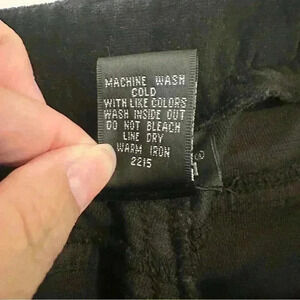 MACHINE WASH
COLD
WITH LIKE COLORS
WASH INSIDE OUT
DO NOT BLEACH
LINE DRY
WARM IRON
2215